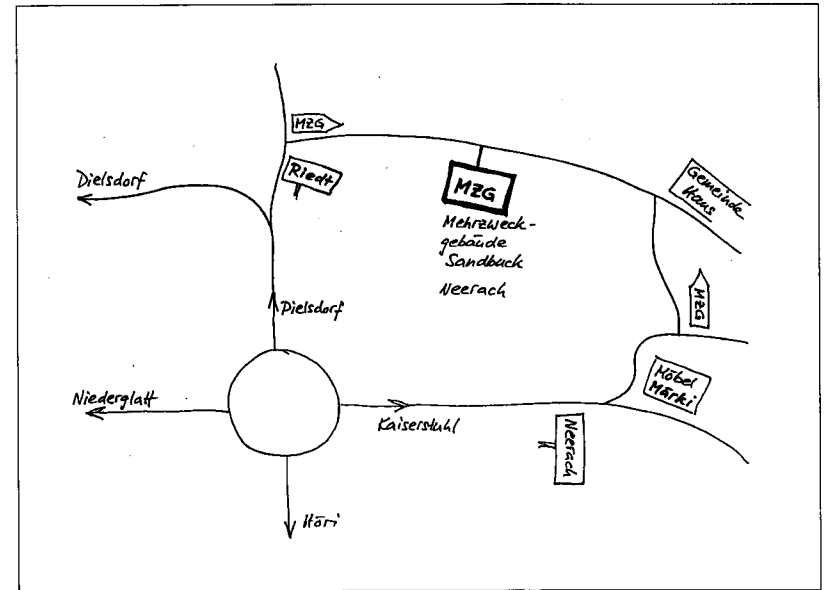 MZG
Dielsdorf
Riedt
MZG
Mehrzweck-
gebäude
Sandbuck
Neerach
Gemeinde
Haus
MZG
Dielsdorf
Niederglatt
Kaiserstuhl
Möbel
Märki
Neerach
Höri